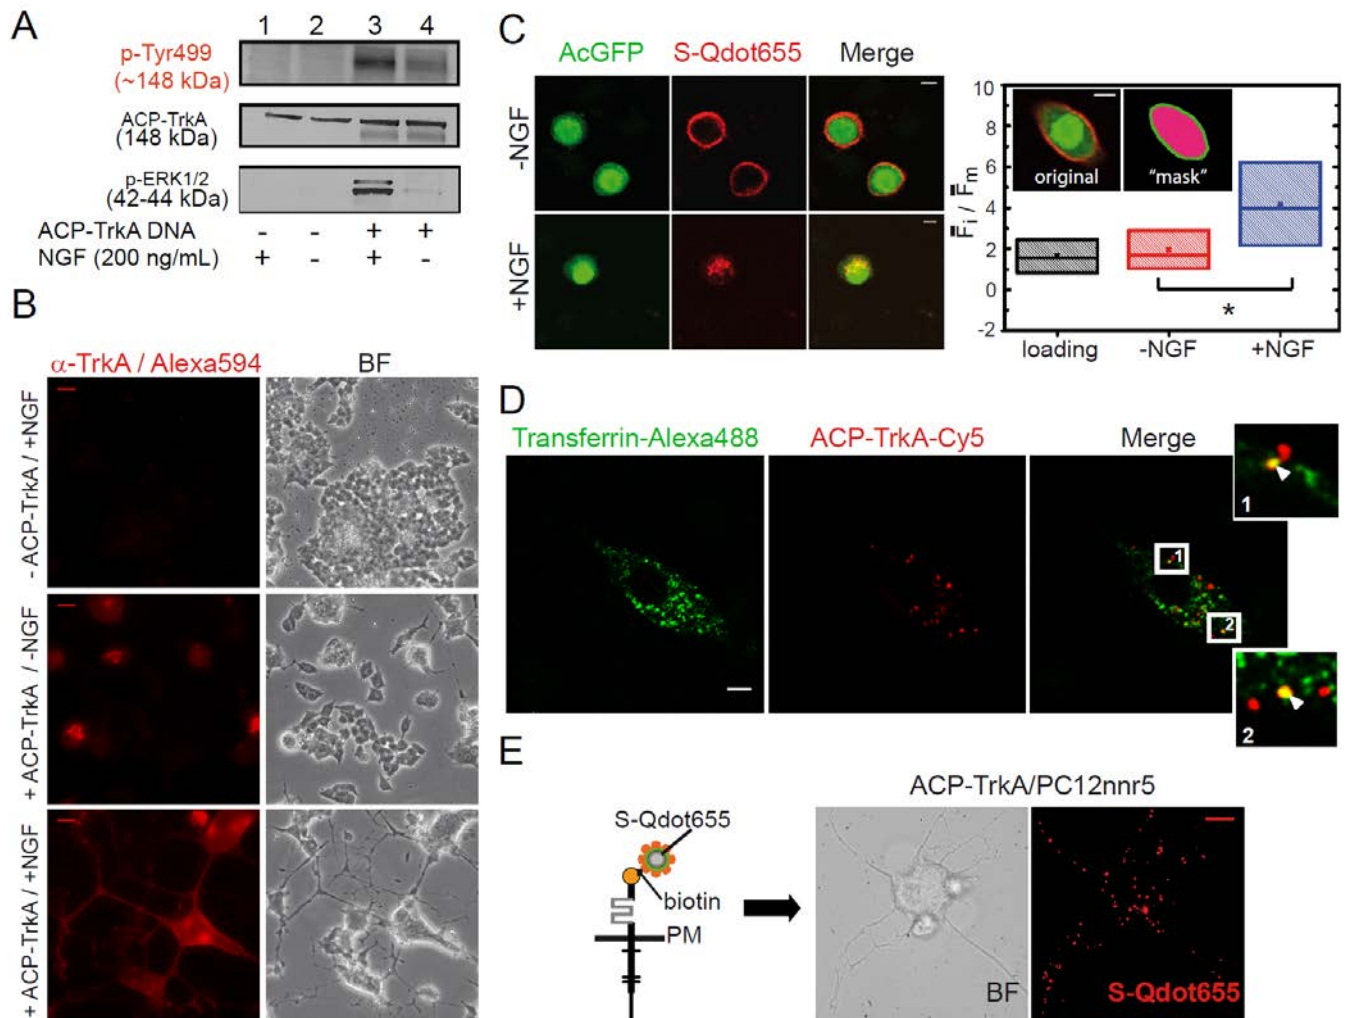 A
1 2 3 4
p-Tyr499
(~148 kDa)
ACP-TrkA
(148 kDa)
p-ERK1/2
(42-44 kDa)
ACP-TrkA DNA - - + +
NGF (200 ng/mL) + - + -
B
α-TrkA / Alexa594 BF
- ACP-TrkA / +NGF
+ ACP-TrkA / -NGF
+ ACP-TrkA / +NGF
C
AcGFP S-Qdot655 Merge
-NGF
+NGF
F̅i / F̅m
10
8
6
4
2
0
-2
original "mask"
*
loading -NGF +NGF
D
Transferrin-Alexa488 ACP-TrkA-Cy5 Merge
1
1
2
2
E
ACP-TrkA/PC12nnr5
S-Qdot655
biotin
PM
BF
S-Qdot655